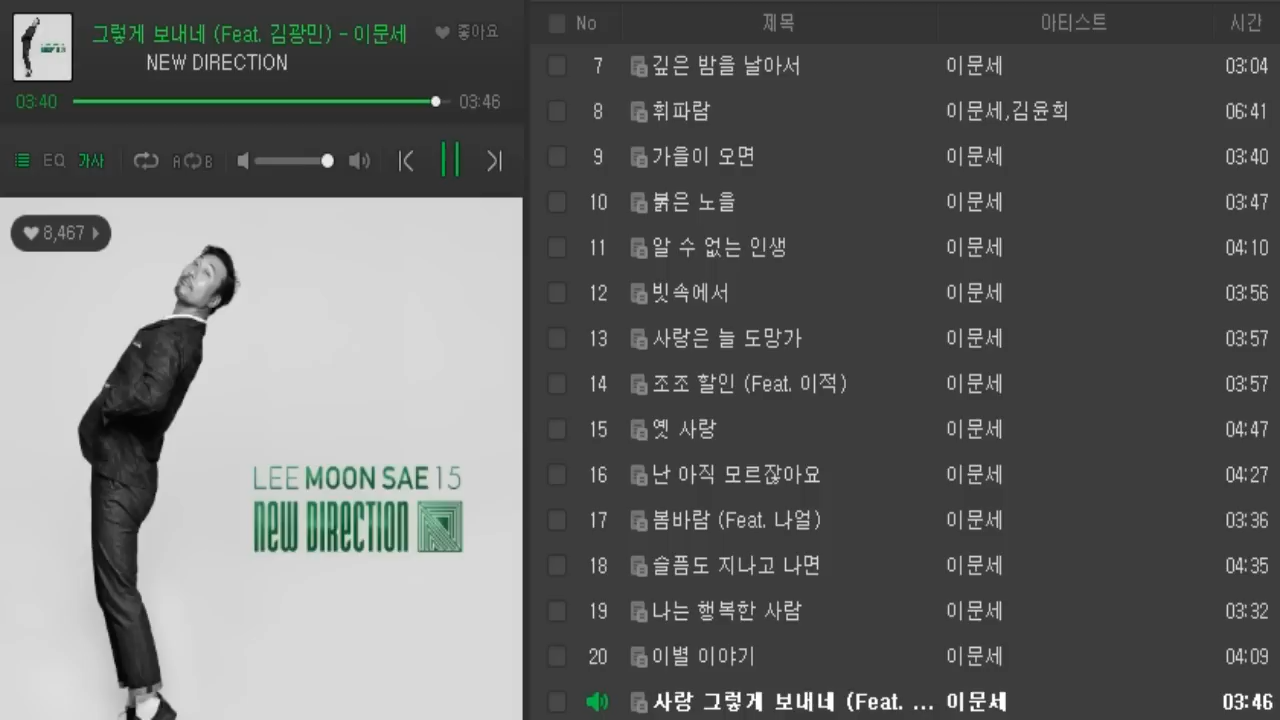 그렇게 보내네 (Feat. 김광민) - 이문세
좋아요
NEW DIRECTION
03:40
03:46
EQ 가사 A B
8,467
LEE MOON SAE 15
NEW DIRECTION
No 제목 아티스트 시간
7 깊은 밤을 날아서 이문세 03:04
8 휘파람 이문세,김윤희 06:41
9 가을이 오면 이문세 03:40
10 붉은 노을 이문세 03:47
11 알 수 없는 인생 이문세 04:10
12 빗속에서 이문세 03:56
13 사랑은 늘 도망가 이문세 03:57
14 조조 할인 (Feat. 이적) 이문세 03:57
15 옛 사랑 이문세 04:47
16 난 아직 모르잖아요 이문세 04:27
17 봄바람 (Feat. 나얼) 이문세 03:36
18 슬픔도 지나고 나면 이문세 04:35
19 나는 행복한 사람 이문세 03:32
20 이별 이야기 이문세 04:09
사랑 그렇게 보내네 (Feat. ... 이문세 03:46